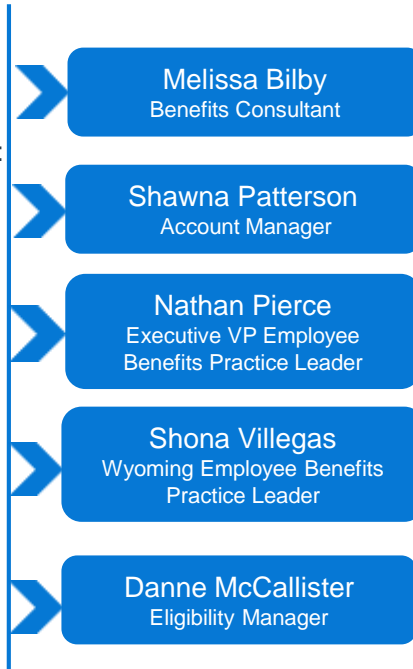 Melissa Bilby
Benefits Consultant
Shawna Patterson
Account Manager
Nathan Pierce
Executive VP Employee
Benefits Practice Leader
Shona Villegas
Wyoming Employee Benefits
Practice Leader
Danne McCallister
Eligibility Manager